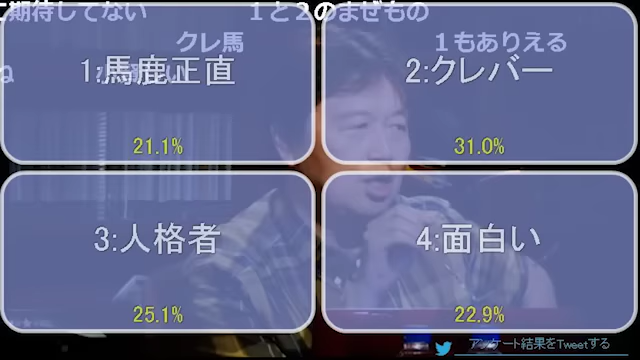 期待してない
１と２のまぜもの
クレ馬
１もありえる
1:馬鹿正直
2:クレバー
21.1%
31.0%
3:人格者
4:面白い
25.1%
22.9%
アンケート結果をTweetする